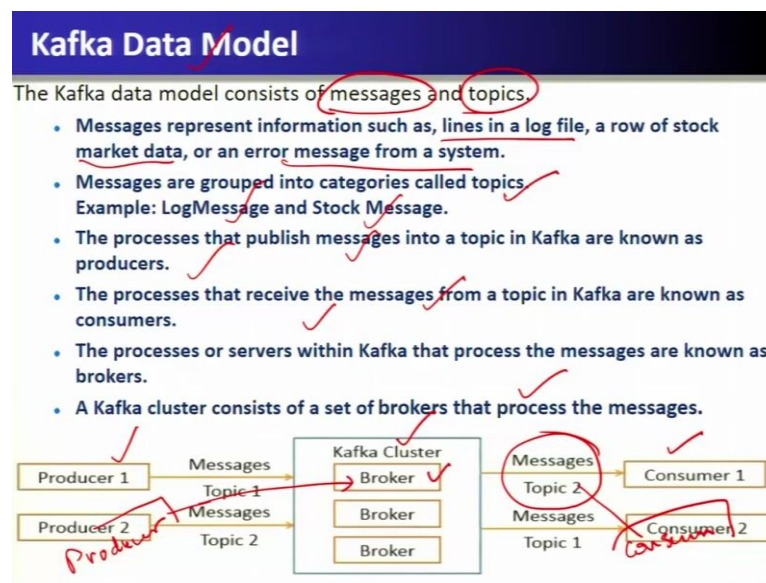 Kafka Data Model
The Kafka data model consists of messages and topics.
• Messages represent information such as, lines in a log file, a row of stock
market data, or an error message from a system.
• Messages are grouped into categories called topics.
Example: LogMessage and Stock Message.
• The processes that publish messages into a topic in Kafka are known as
producers.
• The processes that receive the messages from a topic in Kafka are known as
consumers.
• The processes or servers within Kafka that process the messages are known as
brokers.
• A Kafka cluster consists of a set of brokers that process the messages.
Kafka Cluster
Producer 1
Messages
Topic 1
Broker
Messages
Topic 2
Consumer 1
Producer 2
Messages
Topic 2
Broker
Messages
Topic 1
Consumer 2
Broker
Producer
Consum